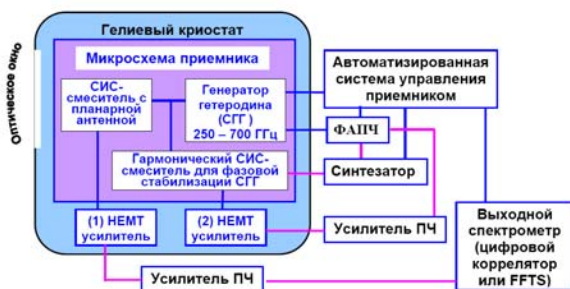 Гелиевый криостат
Оптическое окно
Микросхема приемника
СИС-
смеситель с
планарной
антенной
Генератор
гетеродина
(СГГ)
250 – 700 ГГц
Гармонический СИС-
смеситель для фазовой
стабилизации СГГ
(1) НЕМТ
усилитель
(2) НЕМТ
усилитель
Автоматизированная
система управления
приемником
ФАПЧ
Синтезатор
Усилитель ПЧ
Усилитель ПЧ
Выходной
спектрометр
(цифровой
коррелятор
или FFTS)